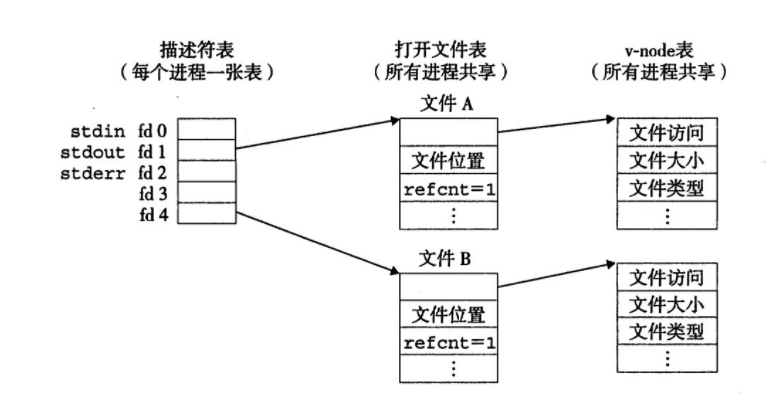 描述符表
(每个进程一张表)
打开文件表
(所有进程共享)
v-node表
(所有进程共享)
stdin fd 0
stdout fd 1
stderr fd 2
fd 3
fd 4
文件 A
文件位置
refcnt=1
⋮
文件访问
文件大小
文件类型
⋮
文件 B
文件位置
refcnt=1
⋮
文件访问
文件大小
文件类型
⋮